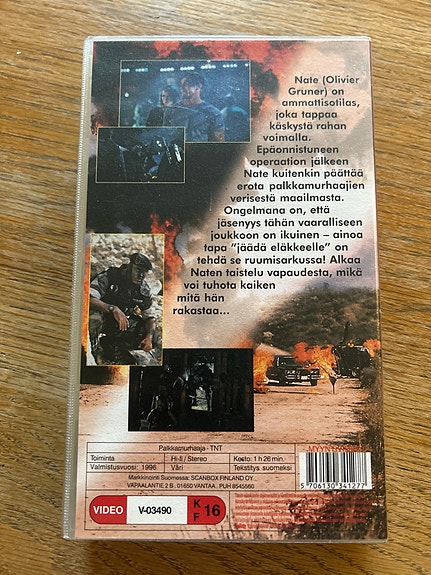 Nate (Olivier
Gruner) on
ammattisotilas,
joka tappaa
käskystä rahan
voimalla.
Epäonnistuneen
operaation jälkeen
Nate kuitenkin päättää
erota palkkamurhaajien
verisestä maailmasta.
Ongelmana on, että
jäsenyys tähän vaaralliseen
joukkoon on ikuinen – ainoa
tapa ”jäädä eläkkeelle” on
tehdä se ruumisarkussa! Alkaa
Naten taistelu vapaudesta, mikä
voi tuhota kaiken
mitä hän
rakastaa...
Palkkamurhaaja - TNT
Toiminta Hi-fi / Stereo Kesto: 1 h 26 min.
Valmistusvuosi: 1996 Väri Tekstitys suomeksi
Markkinointi Suomessa: SCANBOX FINLAND OY
VAPAALANTIE 2 B , 01650 VANTAA , PUH 8545560
5 706130 341277
VIDEO V-03490 K F 16